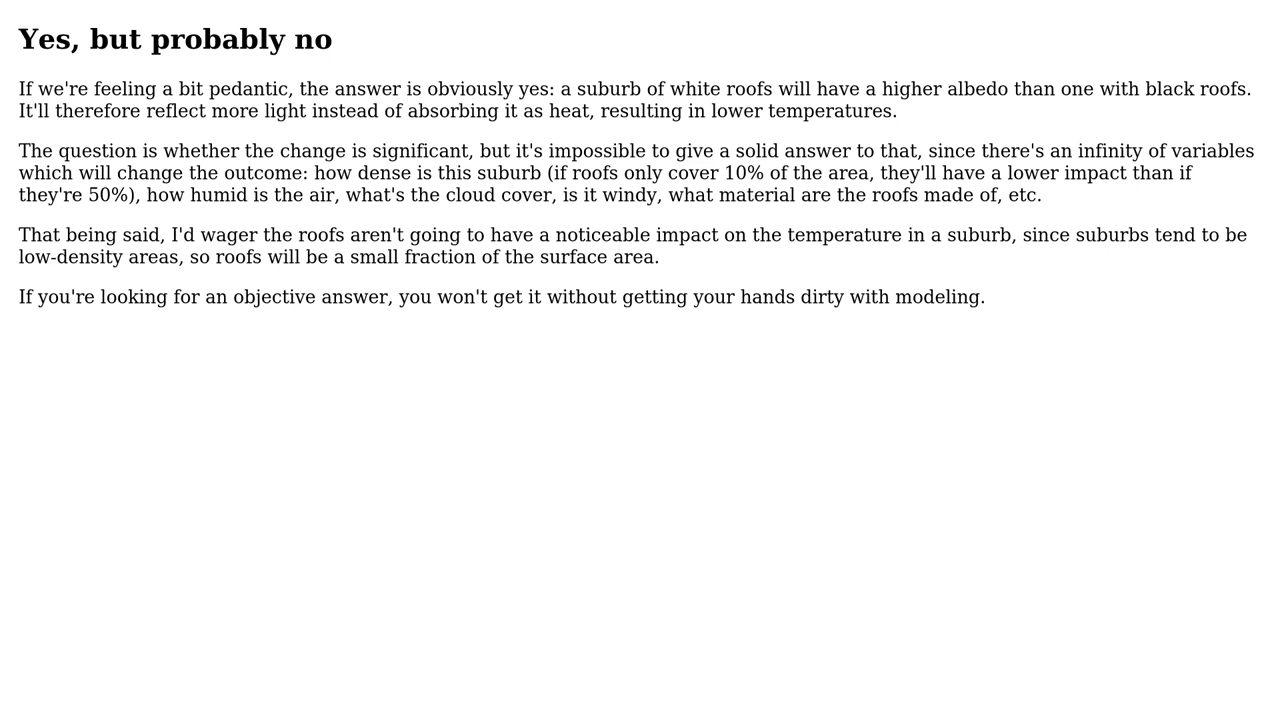 Yes, but probably no
If we're feeling a bit pedantic, the answer is obviously yes: a suburb of white roofs will have a higher albedo than one with black roofs.
It'll therefore reflect more light instead of absorbing it as heat, resulting in lower temperatures.
The question is whether the change is significant, but it's impossible to give a solid answer to that, since there's an infinity of variables
which will change the outcome: how dense is this suburb (if roofs only cover 10% of the area, they'll have a lower impact than if
they're 50%), how humid is the air, what's the cloud cover, is it windy, what material are the roofs made of, etc.
That being said, I'd wager the roofs aren't going to have a noticeable impact on the temperature in a suburb, since suburbs tend to be
low-density areas, so roofs will be a small fraction of the surface area.
If you're looking for an objective answer, you won't get it without getting your hands dirty with modeling.